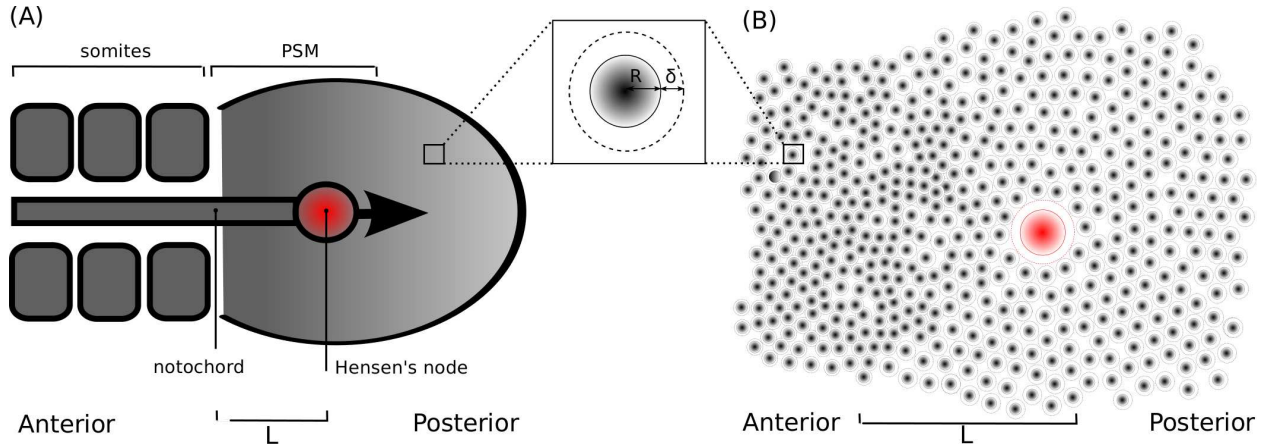 (A)
somites
PSM
R
δ
notochord
Hensen's node
Anterior
L
Posterior
(B)
Anterior
L
Posterior